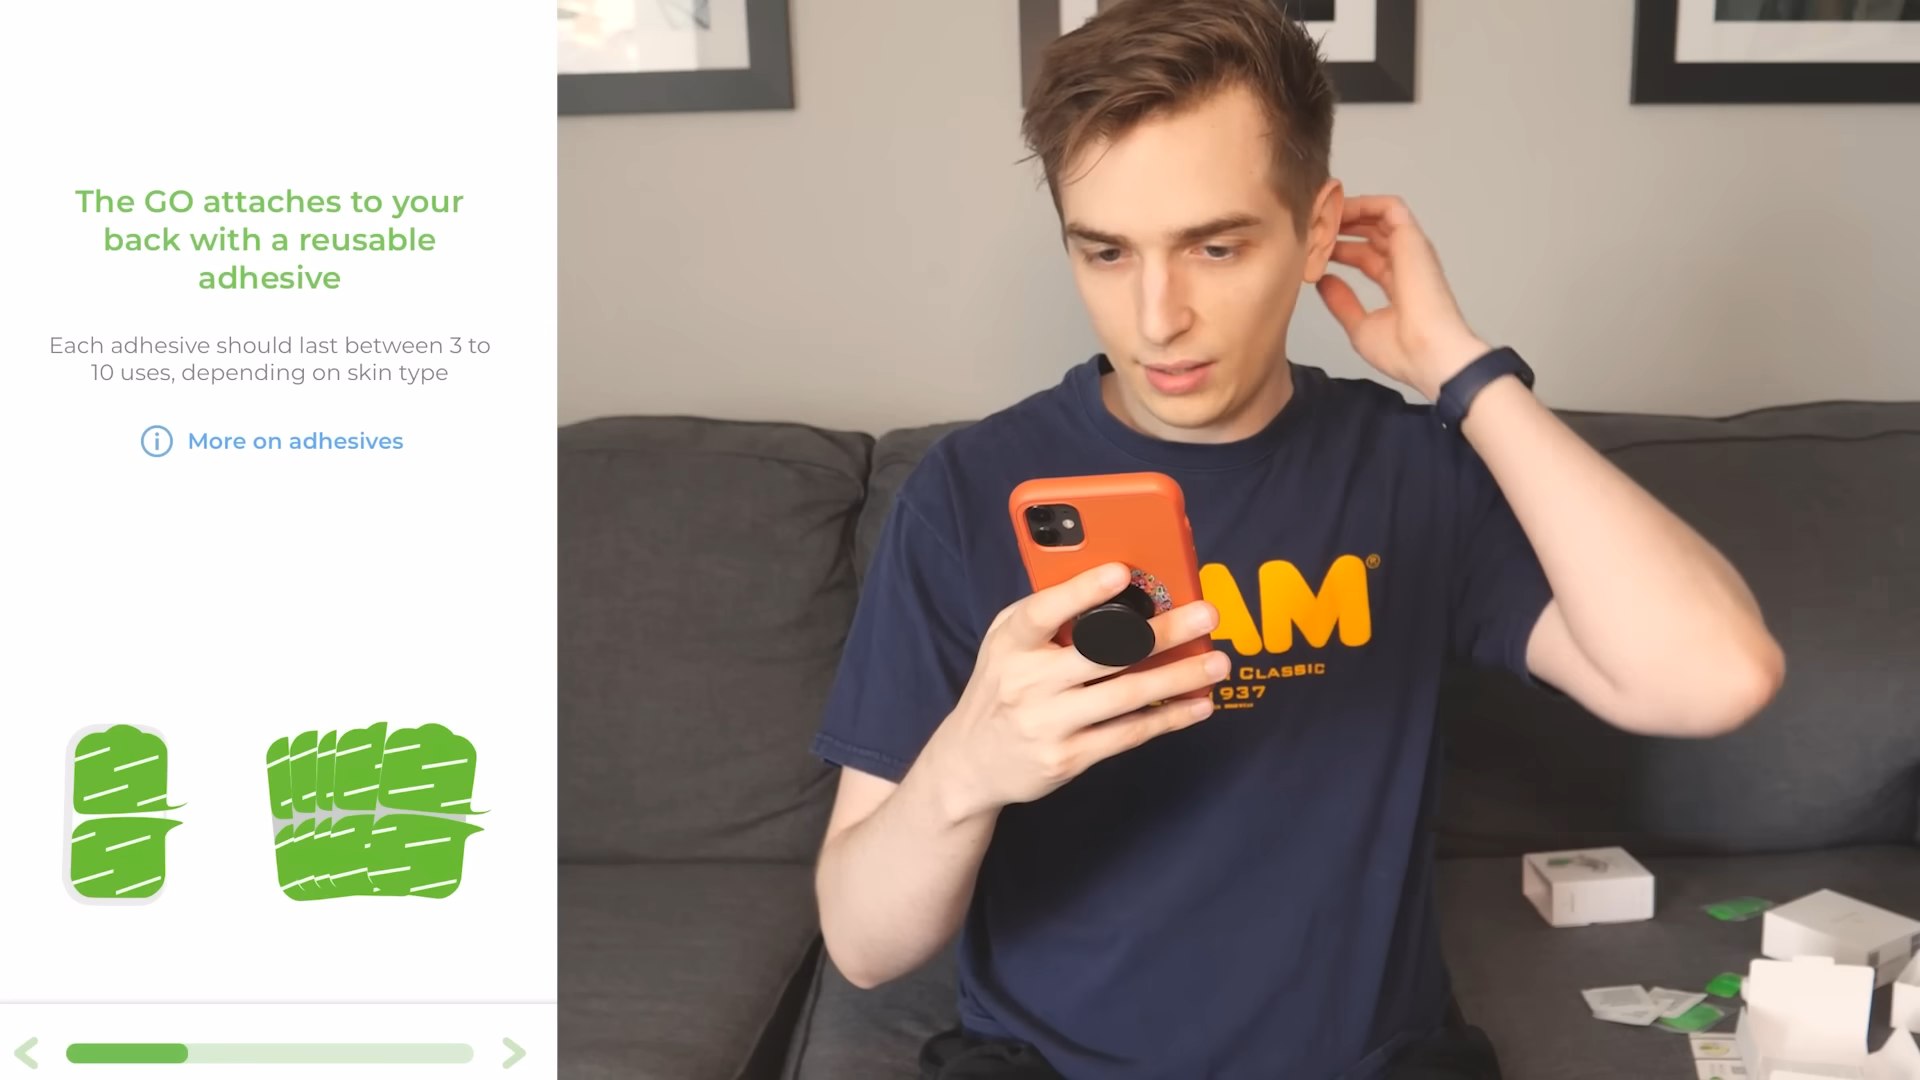 The GO attaches to your
back with a reusable
adhesive
Each adhesive should last between 3 to
10 uses, depending on skin type
More on adhesives
AM®
CLASSIC
1937